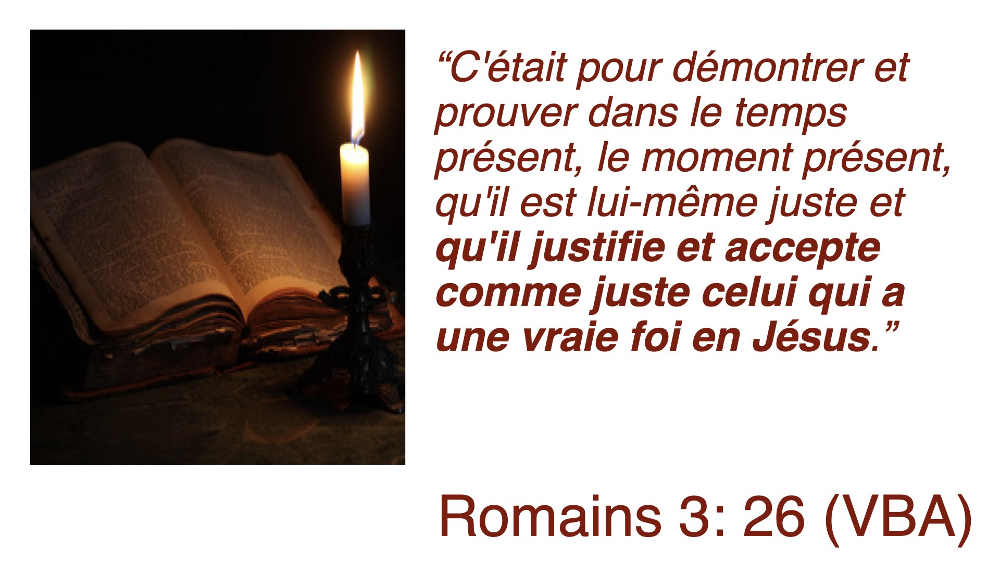 “C'était pour démontrer et
prouver dans le temps
présent, le moment présent,
qu'il est lui-même juste et
qu'il justifie et accepte
comme juste celui qui a
une vraie foi en Jésus.”
Romains 3: 26 (VBA)